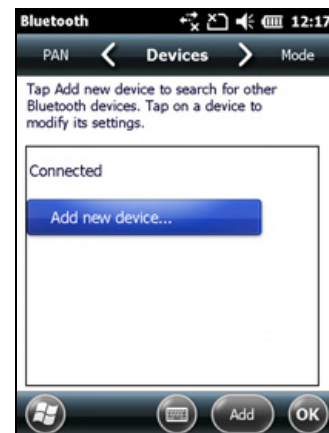 Bluetooth 12:17
PAN Devices Mode
Tap Add new device to search for other
Bluetooth devices. Tap on a device to
modify its settings.
Connected
Add new device...
Add OK